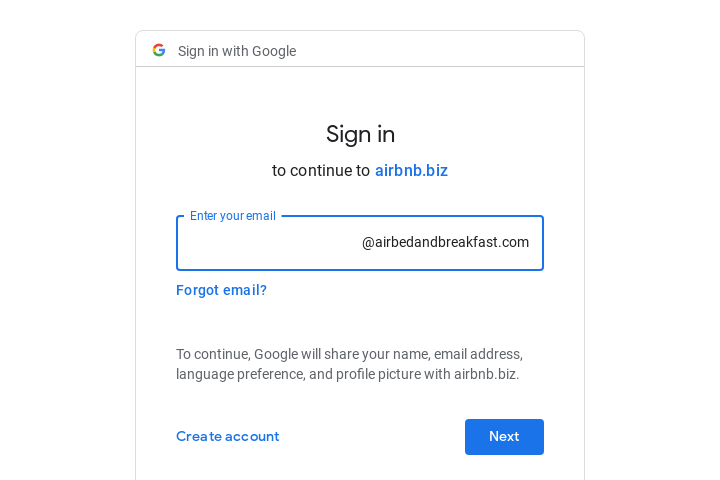 Sign in with Google
Sign in
to continue to airbnb.biz
Enter your email
@airbedandbreakfast.com
Forgot email?
To continue, Google will share your name, email address,
language preference, and profile picture with airbnb.biz.
Create account
Next